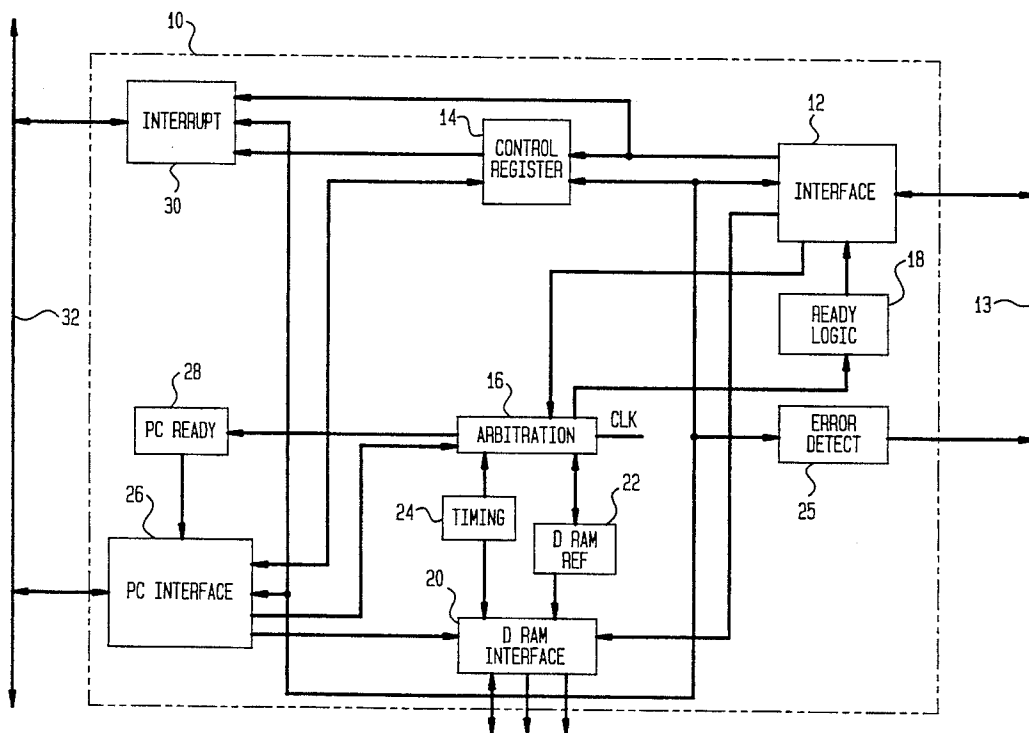 10
INTERRUPT
30
14
CONTROL
REGISTER
12
INTERFACE
18
READY
LOGIC
32
13
28
PC READY
16
ARBITRATION
CLK
ERROR
DETECT
25
26
PC INTERFACE
24
TIMING
22
D RAM
REF
20
D RAM
INTERFACE